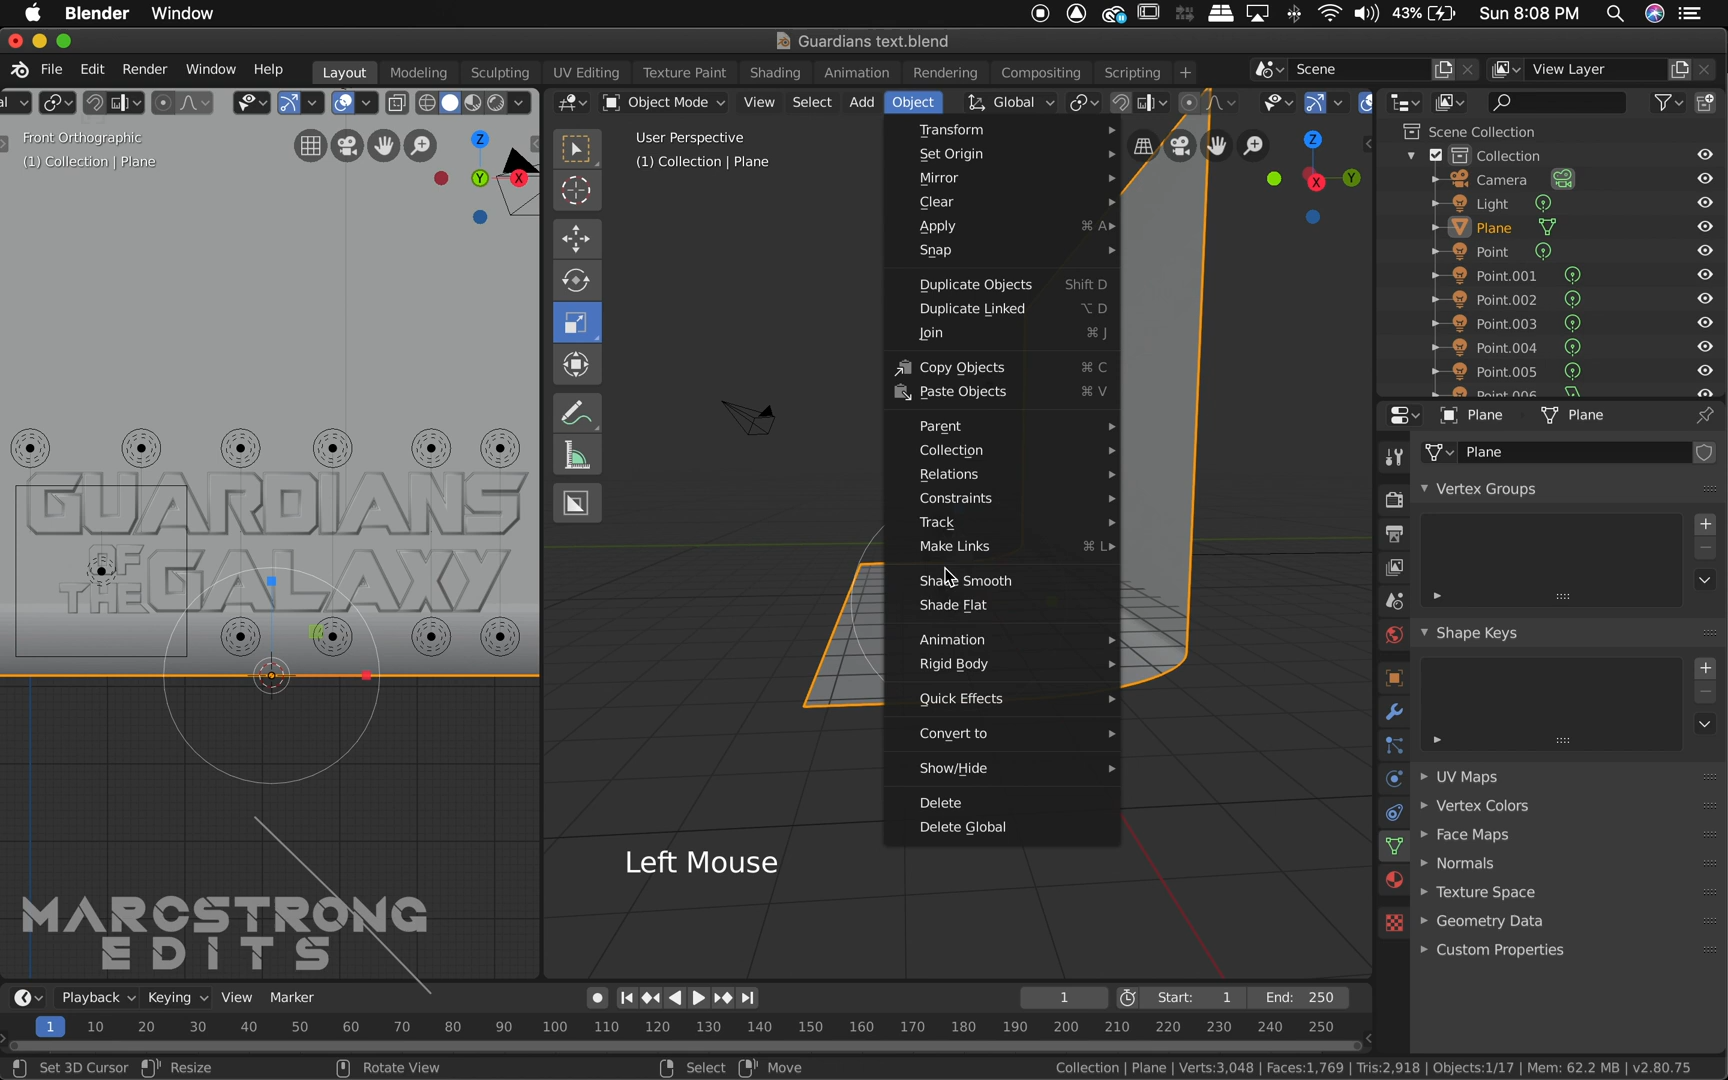 Blender Window 43% Sun 8:08 PM
Guardians text.blend
File Edit Render Window Help Layout Modeling Sculpting UV Editing Texture Paint Shading Animation Rendering Compositing Scripting + Scene View Layer
al Object Mode View Select Add Object Global
Front Orthographic
(1) Collection | Plane
Z
Y
X
User Perspective
(1) Collection | Plane
Z
X
Y
Transform
Set Origin
Mirror
Clear
Apply ⌘ A
Snap
Duplicate Objects Shift D
Duplicate Linked ⌥ D
Join ⌘ J
Copy Objects ⌘ C
Paste Objects ⌘ V
Parent
Collection
Relations
Constraints
Track
Make Links ⌘ L
Shade Smooth
Shade Flat
Animation
Rigid Body
Quick Effects
Convert to
Show/Hide
Delete
Delete Global
Scene Collection
Collection
Camera
Light
Plane
Point
Point.001
Point.002
Point.003
Point.004
Point.005
Point.006
Plane Plane
Plane
Vertex Groups
Shape Keys
UV Maps
Vertex Colors
Face Maps
Normals
Texture Space
Geometry Data
Custom Properties
GUARDIANS
OF THE GALAXY
Left Mouse
MARCSTRONG
EDITS
Playback Keying View Marker 1 Start: 1 End: 250
1 10 20 30 40 50 60 70 80 90 100 110 120 130 140 150 160 170 180 190 200 210 220 230 240 250
Set 3D Cursor Resize Rotate View Select Move Collection | Plane | Verts:3,048 | Faces:1,769 | Tris:2,918 | Objects:1/17 | Mem: 62.2 MB | v2.80.75